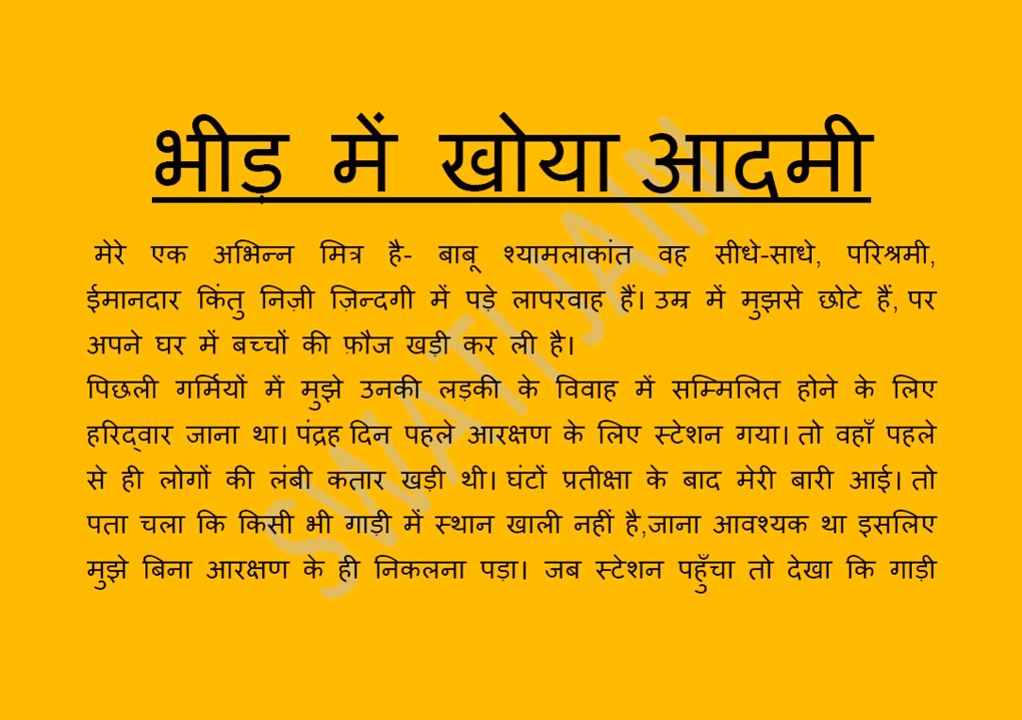 भीड़ में खोया आदमी
मेरे एक अभिन्न मित्र है- बाबू श्यामलाकांत वह सीधे-साधे, परिश्रमी,
ईमानदार किंतु निज़ी ज़िन्दगी में पड़े लापरवाह हैं। उम्र में मुझसे छोटे हैं, पर
अपने घर में बच्चों की फ़ौज खड़ी कर ली है।
पिछली गर्मियों में मुझे उनकी लड़की के विवाह में सम्मिलित होने के लिए
हरिद्वार जाना था। पंद्रह दिन पहले आरक्षण के लिए स्टेशन गया। तो वहाँ पहले
से ही लोगों की लंबी कतार खड़ी थी। घंटों प्रतीक्षा के बाद मेरी बारी आई। तो
पता चला कि किसी भी गाड़ी में स्थान खाली नहीं है,जाना आवश्यक था इसलिए
मुझे बिना आरक्षण के ही निकलना पड़ा। जब स्टेशन पहुँचा तो देखा कि गाड़ी
SWATI JAIN